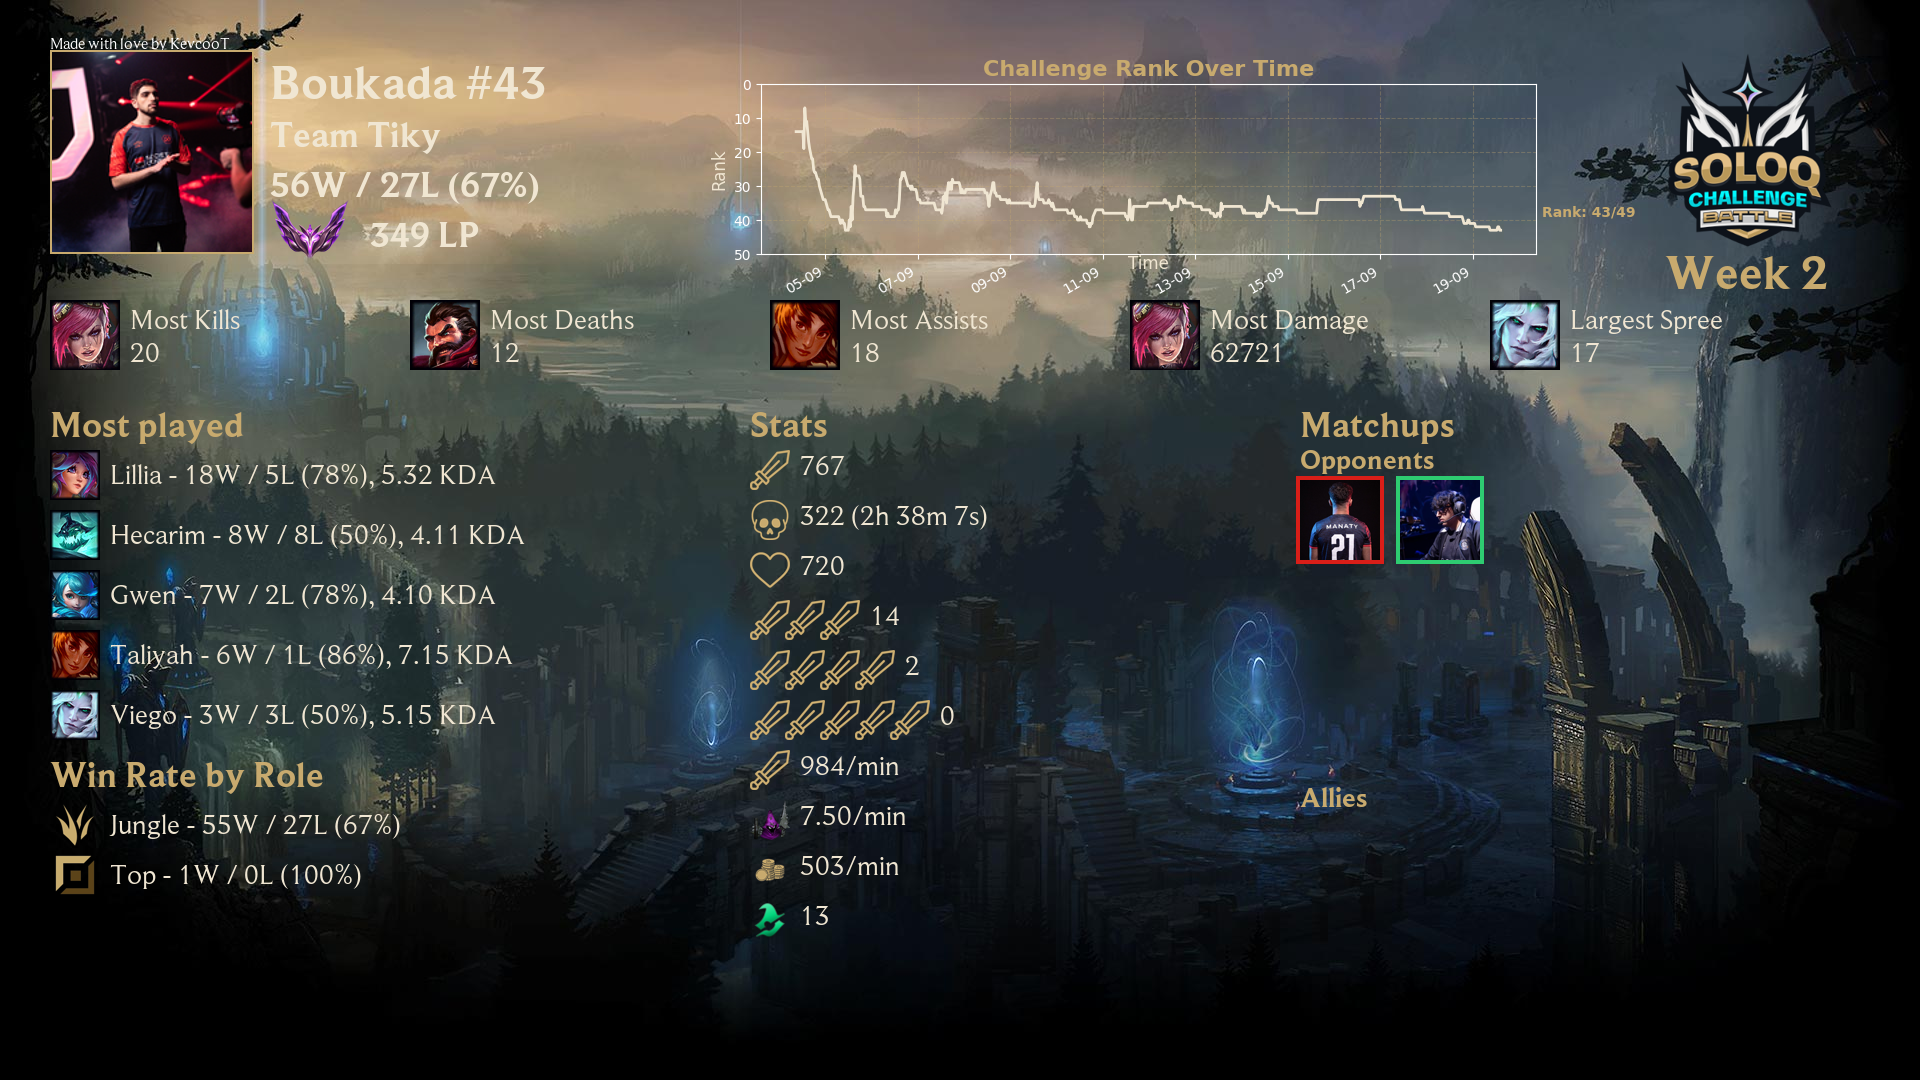 Made with love by KevcooT
Boukada #43
Team Tiky
56W / 27L (67%)
349 LP
Challenge Rank Over Time
Rank
0
10
20
30
40
50
05-09
07-09
09-09
11-09
13-09
15-09
17-09
19-09
Time
Rank: 43/49
SOLOQ
CHALLENGE
BATTLE
Week 2
Most Kills
20
Most Deaths
12
Most Assists
18
Most Damage
62721
Largest Spree
17
Most played
Lillia - 18W / 5L (78%), 5.32 KDA
Hecarim - 8W / 8L (50%), 4.11 KDA
Gwen - 7W / 2L (78%), 4.10 KDA
Taliyah - 6W / 1L (86%), 7.15 KDA
Viego - 3W / 3L (50%), 5.15 KDA
Win Rate by Role
Jungle - 55W / 27L (67%)
Top - 1W / 0L (100%)
Stats
767
322 (2h 38m 7s)
720
14
2
0
984/min
7.50/min
503/min
13
Matchups
Opponents
MANATY
21
Allies